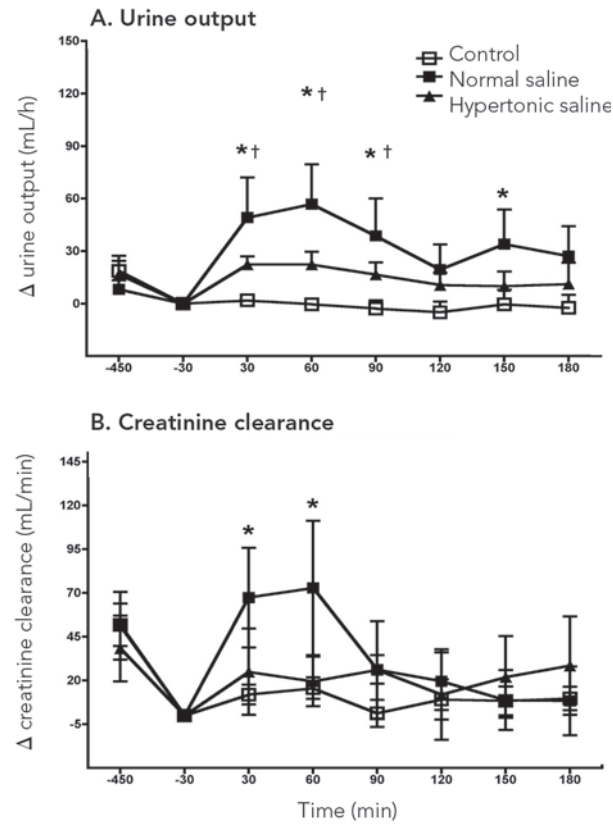 A. Urine output
Δ urine output (mL/h)
150
120
90
60
30
0
Control
Normal saline
Hypertonic saline
*†
*†
*†
*
-450 -30 30 60 90 120 150 180
B. Creatinine clearance
Δ creatinine clearance (mL/min)
145
120
95
70
45
20
-5
*
*
-450 -30 30 60 90 120 150 180
Time (min)